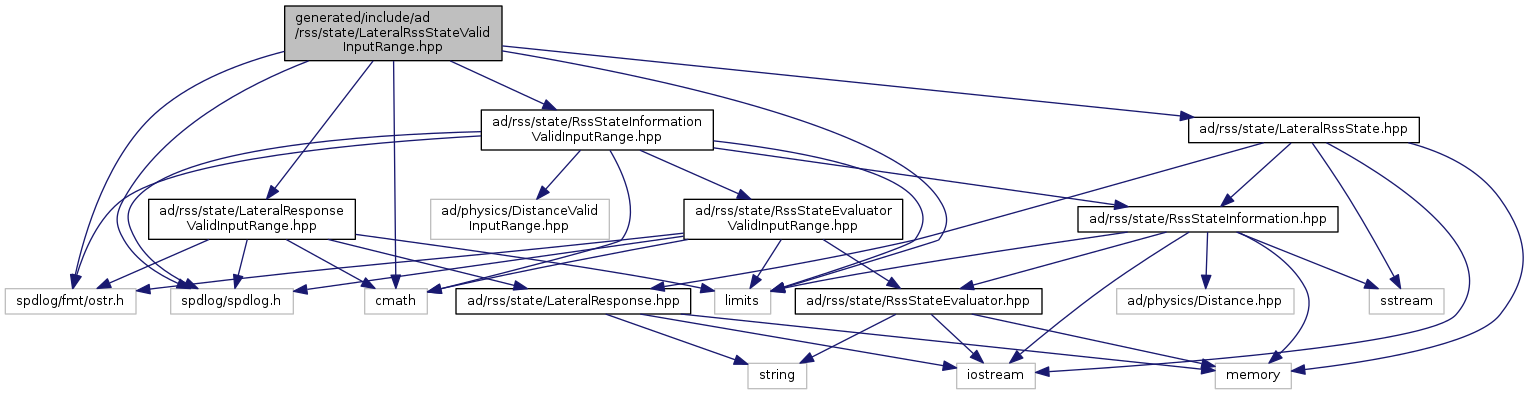 generated/include/ad
/rss/state/LateralRssStateValid
InputRange.hpp
ad/rss/state/RssStateInformation
ValidInputRange.hpp
ad/rss/state/LateralRssState.hpp
ad/rss/state/LateralResponse
ValidInputRange.hpp
ad/physics/DistanceValid
InputRange.hpp
ad/rss/state/RssStateEvaluator
ValidInputRange.hpp
ad/rss/state/RssStateInformation.hpp
spdlog/fmt/ostr.h
spdlog/spdlog.h
cmath
ad/rss/state/LateralResponse.hpp
limits
ad/rss/state/RssStateEvaluator.hpp
ad/physics/Distance.hpp
sstream
string
iostream
memory